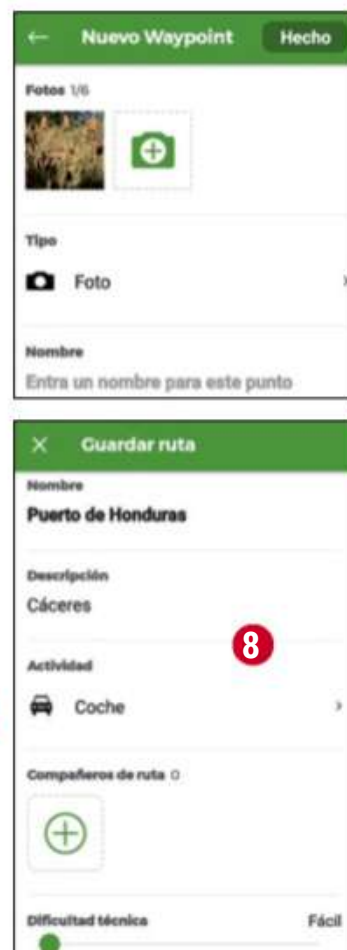 ← Nuevo Waypoint Hecho
Fotos 1/6
Tipo
Foto
Nombre
Entra un nombre para este punto
× Guardar ruta
Nombre
Puerto de Honduras
Descripción
Cáceres
8
Actividad
Coche
Compañeros de ruta 0
Dificultad técnica Fácil